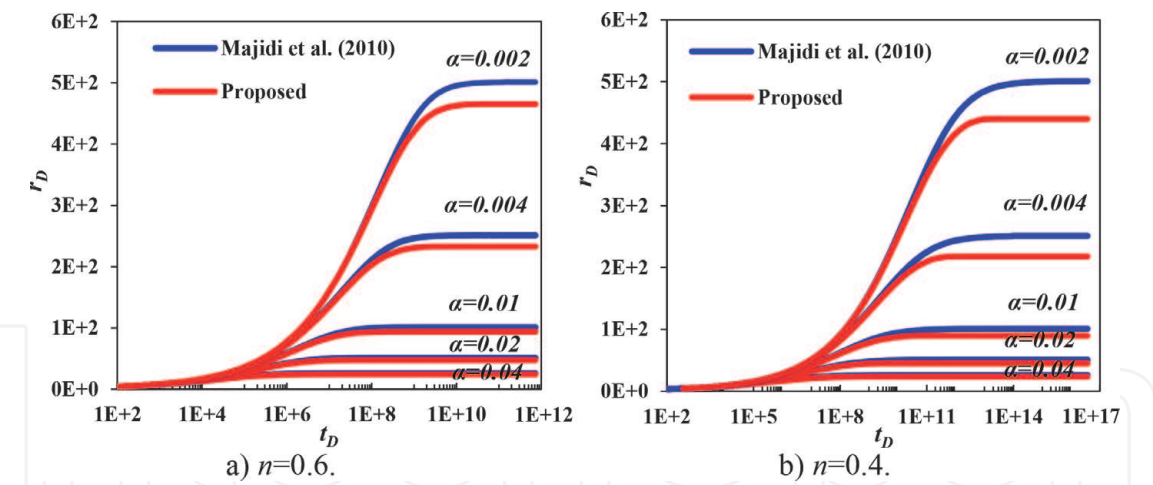 6E+2
5E+2
4E+2
3E+2
2E+2
1E+2
0E+0
r_D
Majidi et al. (2010)
Proposed
α=0.002
α=0.004
α=0.01
α=0.02
α=0.04
1E+2 1E+4 1E+6 1E+8 1E+10 1E+12
t_D
a) n=0.6.
6E+2
5E+2
4E+2
3E+2
2E+2
1E+2
0E+0
r_D
Majidi et al. (2010)
Proposed
α=0.002
α=0.004
α=0.01
α=0.02
α=0.04
1E+2 1E+5 1E+8 1E+11 1E+14 1E+17
t_D
b) n=0.4.